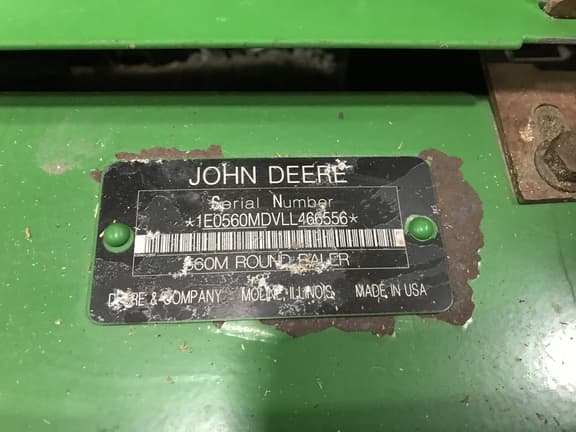 JOHN DEERE
Serial Number
*1E0560MDVLL466556*
560M ROUND BALER
DEERE & COMPANY MOLINE, ILLINOIS MADE IN USA